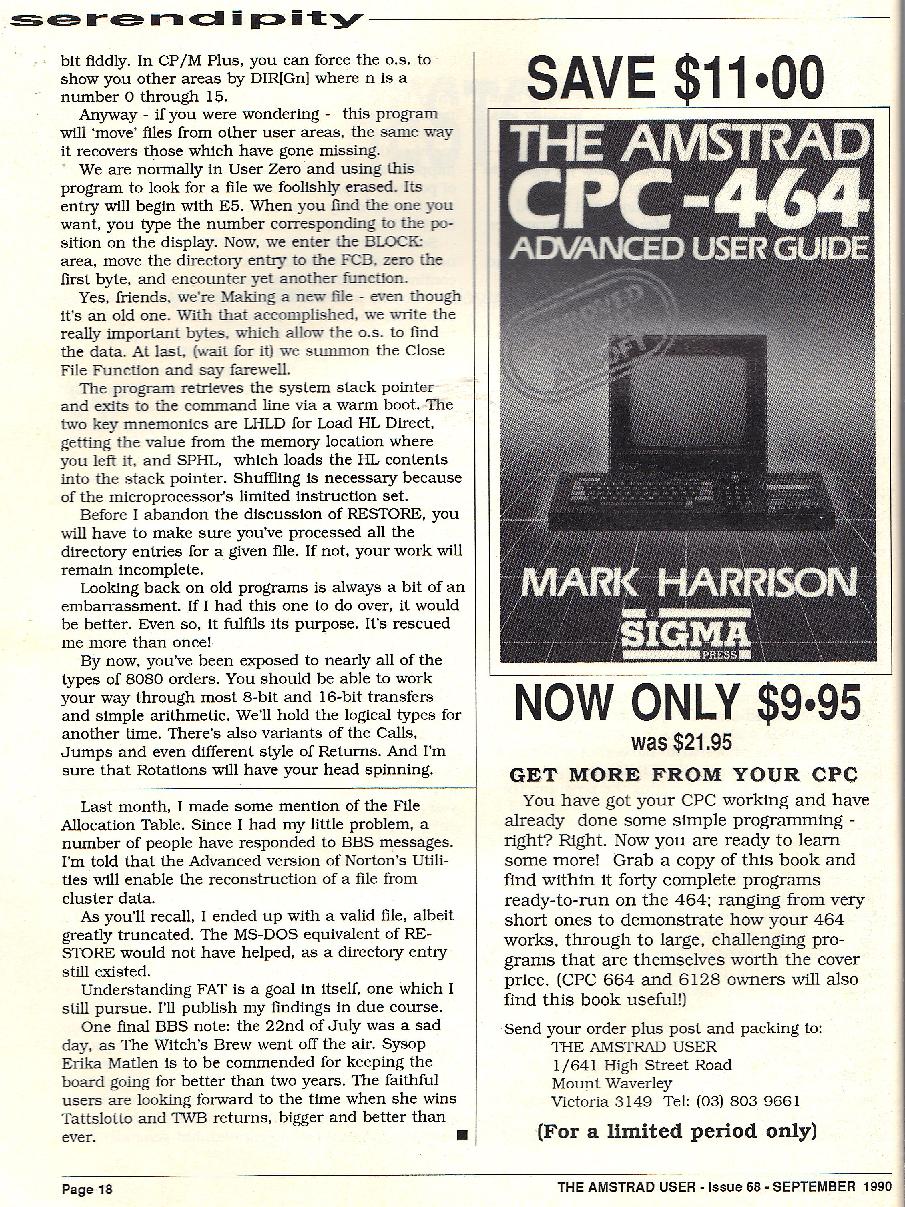 serendipity
bit fiddly. In CP/M Plus, you can force the o.s. to
show you other areas by DIR[Gn] where n is a
number 0 through 15.
Anyway - if you were wondering - this program
will 'move' files from other user areas, the same way
it recovers those which have gone missing.
We are normally in User Zero and using this
program to look for a file we foolishly erased. Its
entry will begin with E5. When you find the one you
want, you type the number corresponding to the po-
sition on the display. Now, we enter the BLOCK:
area, move the directory entry to the FCB, zero the
first byte, and encounter yet another function.
Yes, friends, we're Making a new file - even though
it's an old one. With that accomplished, we write the
really important bytes, which allow the o.s. to find
the data. At last, (wait for it) we summon the Close
File Function and say farewell.
The program retrieves the system stack pointer
and exits to the command line via a warm boot. The
two key mnemonics are LHLD for Load HL Direct,
getting the value from the memory location where
you left it, and SPHL, which loads the HL contents
into the stack pointer. Shuffling is necessary because
of the microprocessor's limited instruction set.
Before I abandon the discussion of RESTORE, you
will have to make sure you've processed all the
directory entries for a given file. If not, your work will
remain incomplete.
Looking back on old programs is always a bit of an
embarrassment. If I had this one to do over, it would
be better. Even so, it fulfils its purpose. It's rescued
me more than once!
By now, you've been exposed to nearly all of the
types of 8080 orders. You should be able to work
your way through most 8-bit and 16-bit transfers
and simple arithmetic. We'll hold the logical types for
another time. There's also variants of the Calls,
Jumps and even different style of Returns. And I'm
sure that Rotations will have your head spinning.
Last month, I made some mention of the File
Allocation Table. Since I had my little problem, a
number of people have responded to BBS messages.
I'm told that the Advanced version of Norton's Utili-
ties will enable the reconstruction of a file from
cluster data.
As you'll recall, I ended up with a valid file, albeit
greatly truncated. The MS-DOS equivalent of RE-
STORE would not have helped, as a directory entry
still existed.
Understanding FAT is a goal in itself, one which I
still pursue. I'll publish my findings in due course.
One final BBS note: the 22nd of July was a sad
day, as The Witch's Brew went off the air. Sysop
Erika Matlen is to be commended for keeping the
board going for better than two years. The faithful
users are looking forward to the time when she wins
Tattslotto and TWB returns, bigger and better than
ever.
SAVE $11•00
THE AMSTRAD
CPC-464
ADVANCED USER GUIDE
MARK HARRISON
SIGMA
PRESS
NOW ONLY $9•95
was $21.95
GET MORE FROM YOUR CPC
You have got your CPC working and have
already done some simple programming -
right? Right. Now you are ready to learn
some more! Grab a copy of this book and
find within it forty complete programs
ready-to-run on the 464; ranging from very
short ones to demonstrate how your 464
works, through to large, challenging pro-
grams that are themselves worth the cover
price. (CPC 664 and 6128 owners will also
find this book useful!)
Send your order plus post and packing to:
THE AMSTRAD USER
1/641 High Street Road
Mount Waverley
Victoria 3149 Tel: (03) 803 9661
(For a limited period only)
Page 18
THE AMSTRAD USER - Issue 68 - SEPTEMBER 1990